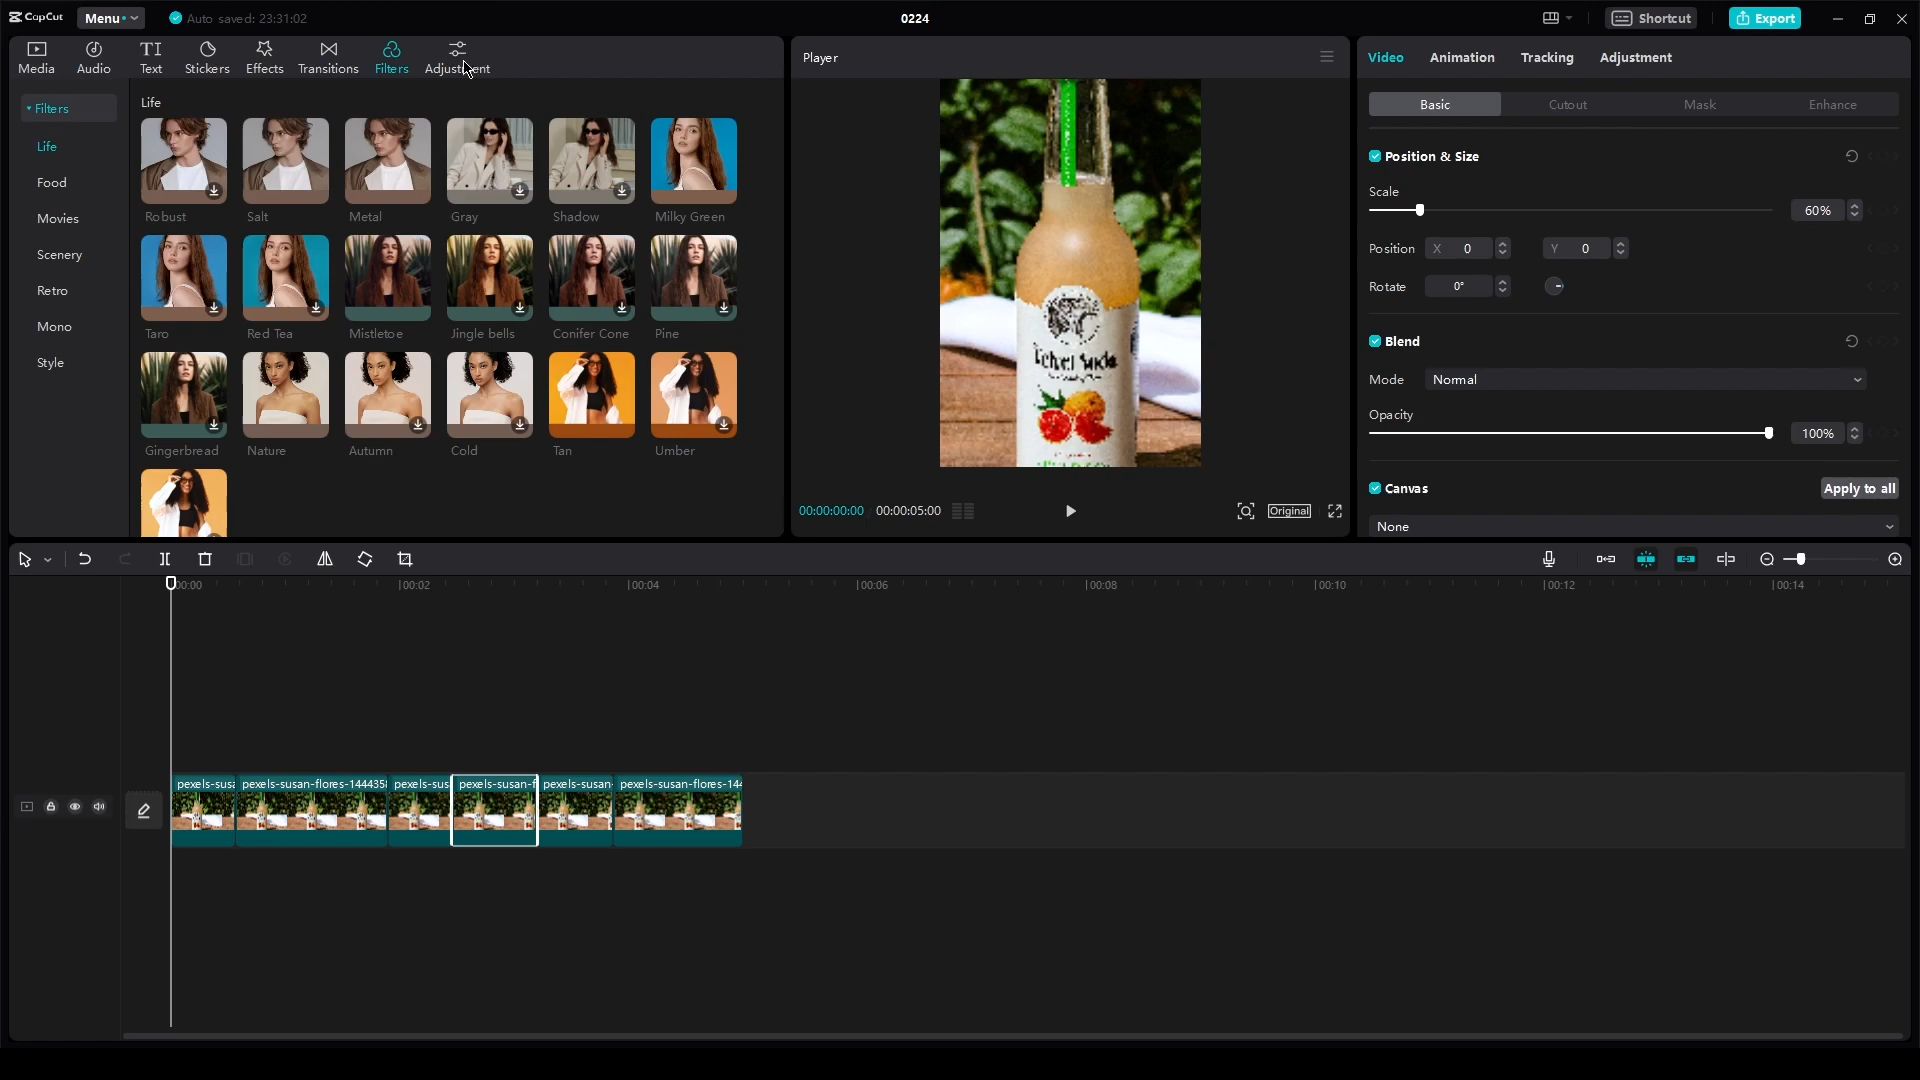 CapCut
Menu
Auto saved: 23:31:02
0224
Shortcut
Export
Media
Audio
Text
Stickers
Effects
Transitions
Filters
Adjustment
Filters
Life
Food
Movies
Scenery
Retro
Mono
Style
Life
Robust
Salt
Metal
Gray
Shadow
Milky Green
Taro
Red Tea
Mistletoe
Jingle bells
Conifer Cone
Pine
Gingerbread
Nature
Autumn
Cold
Tan
Umber
Player
00:00:00:00
00:00:05:00
Original
Video
Animation
Tracking
Adjustment
Basic
Cutout
Mask
Enhance
Position & Size
Scale
60%
Position
X 0
Y 0
Rotate
0°
Blend
Mode
Normal
Opacity
100%
Canvas
Apply to all
None
00:00
00:02
00:04
00:06
00:08
00:10
00:12
00:14
pexels-susa
pexels-susan-flores-1444358
pexels-sus
pexels-susan-f
pexels-susan-
pexels-susan-flores-144